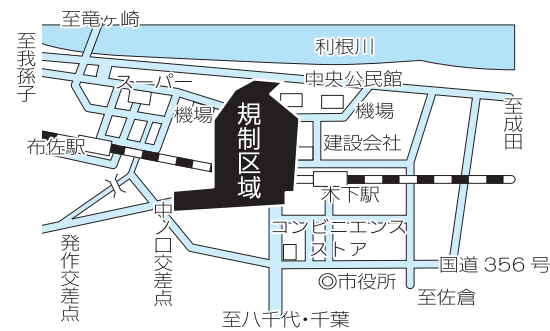 至竜ヶ崎
利根川
至我孫子
スーパー
中央公民館
機場
機場
至成田
規制区域
建設会社
布佐駅
木下駅
中ノ口交差点
コンビニエンス
ストア
発作交差点
国道356号
◎市役所
至佐倉
至八千代・千葉